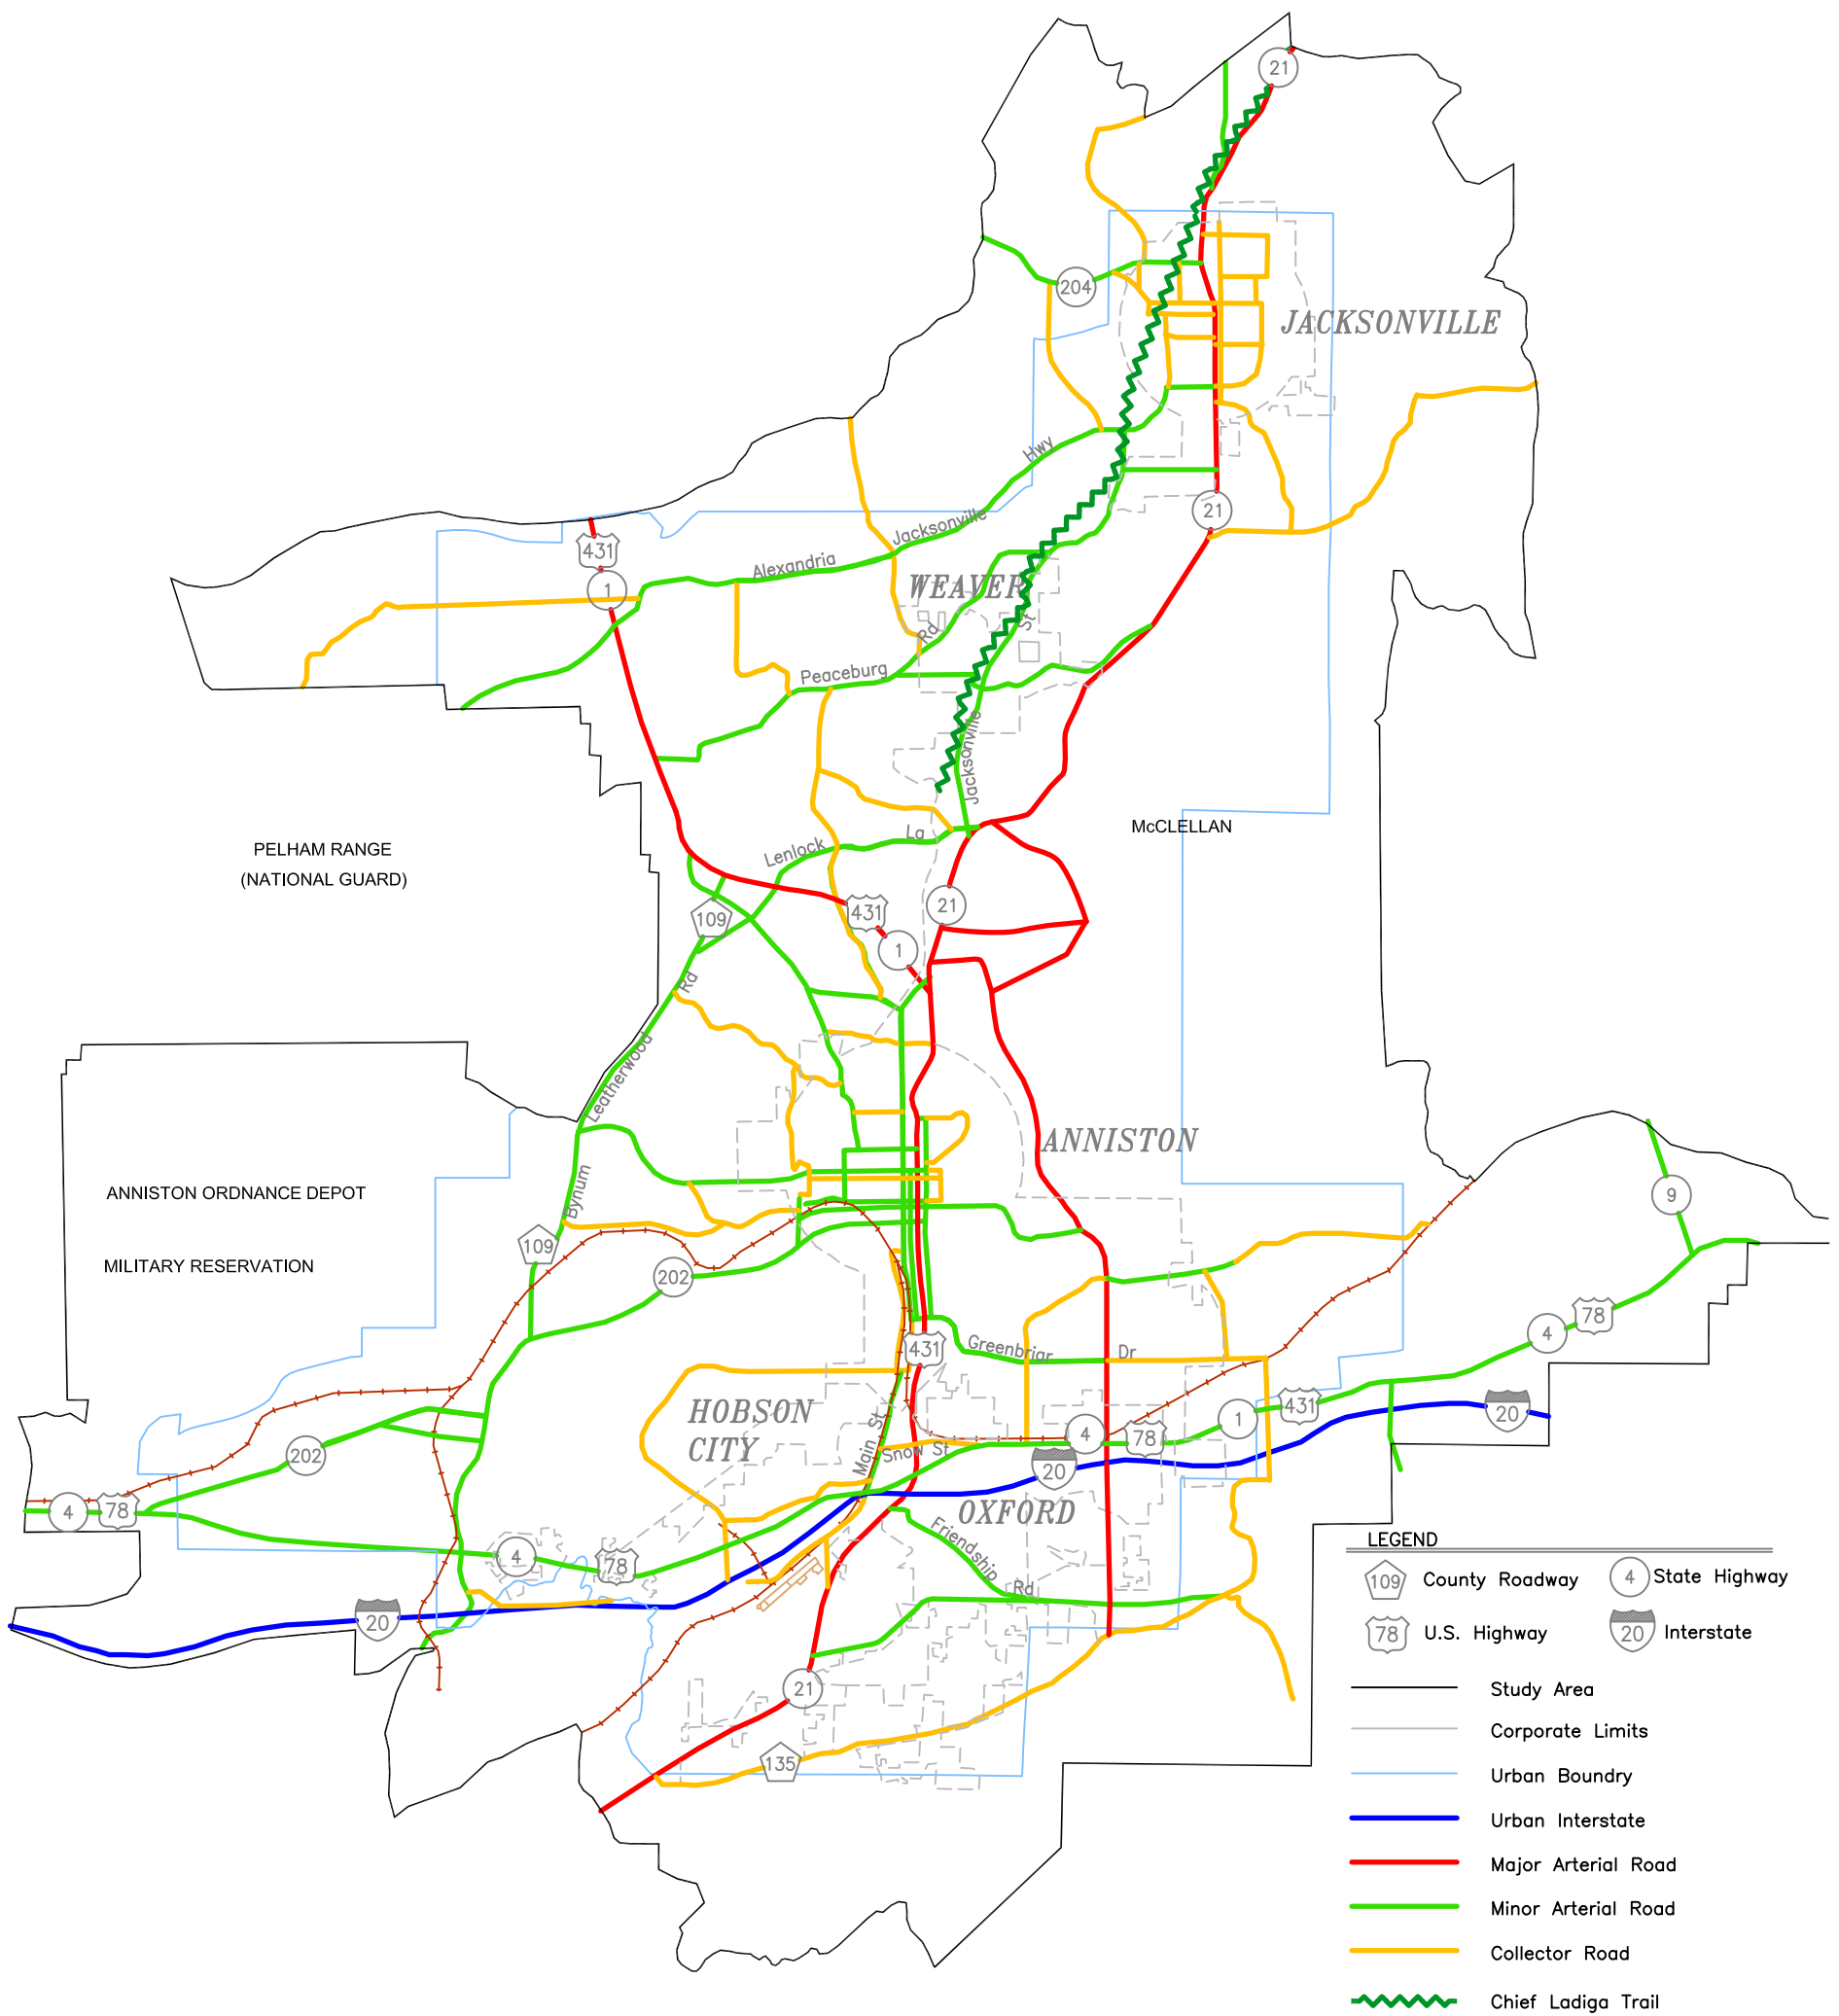 21
204
JACKSONVILLE
Hwy
21
Jacksonville
431
Alexandria
1
WEAVER
St
Rd
Peaceburg
Jacksonville
McCLELLAN
La
Lenlock
PELHAM RANGE
(NATIONAL GUARD)
21
431
109
1
Rd
Leatherwood
ANNISTON
ANNISTON ORDNANCE DEPOT
Bynum
9
109
MILITARY RESERVATION
202
78
4
431
Greenbriar
Dr
431
20
HOBSON
CITY
1
4
78
Main St
Snow St
202
20
4
78
OXFORD
Friendship
Rd
4
78
20
21
135
LEGEND
109 County Roadway
4 State Highway
78 U.S. Highway
20 Interstate
Study Area
Corporate Limits
Urban Boundry
Urban Interstate
Major Arterial Road
Minor Arterial Road
Collector Road
Chief Ladiga Trail